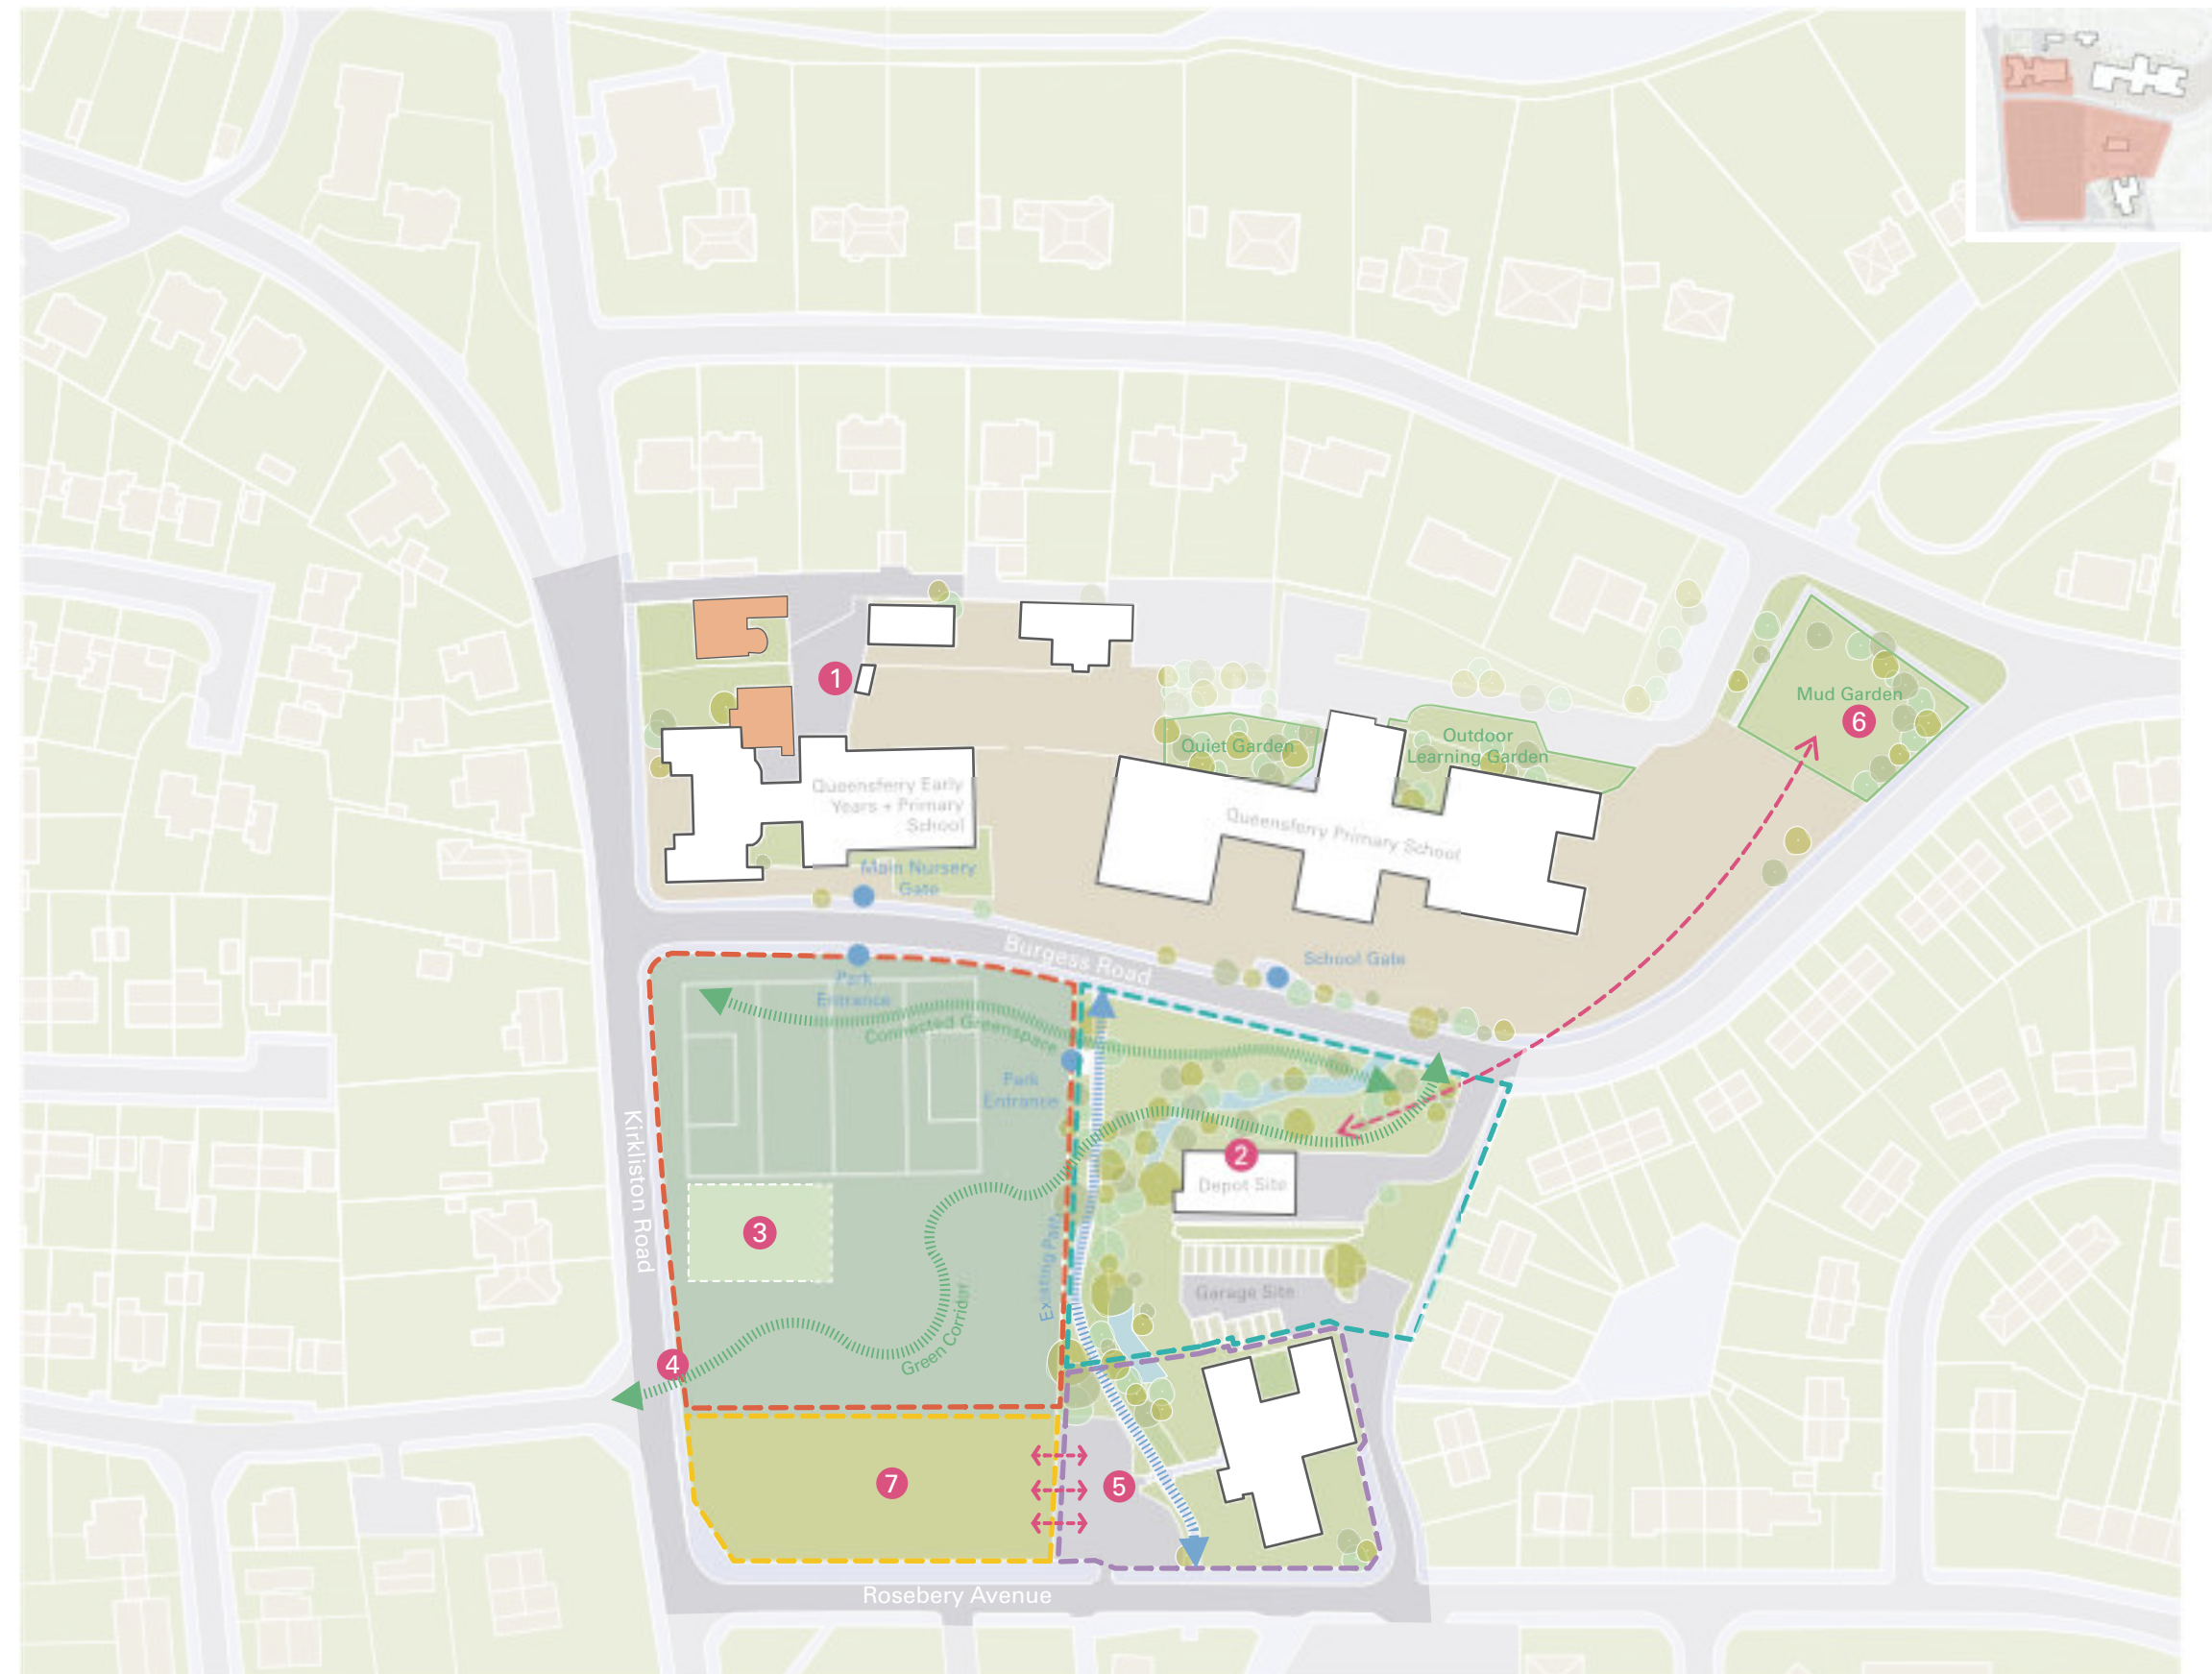 1
Mud Garden
6
Quiet Garden
Outdoor
Learning Garden
Queensferry Early
Years + Primary
School
Queensferry Primary School
Main Nursery
Gate
Burgess Road
School Gate
Park
Entrance
Connected Greenspace
Park
Entrance
Kirkliston Road
2
Depot Site
3
Existing Path
Garage Site
Green Corridor
4
7
5
Rosebery Avenue